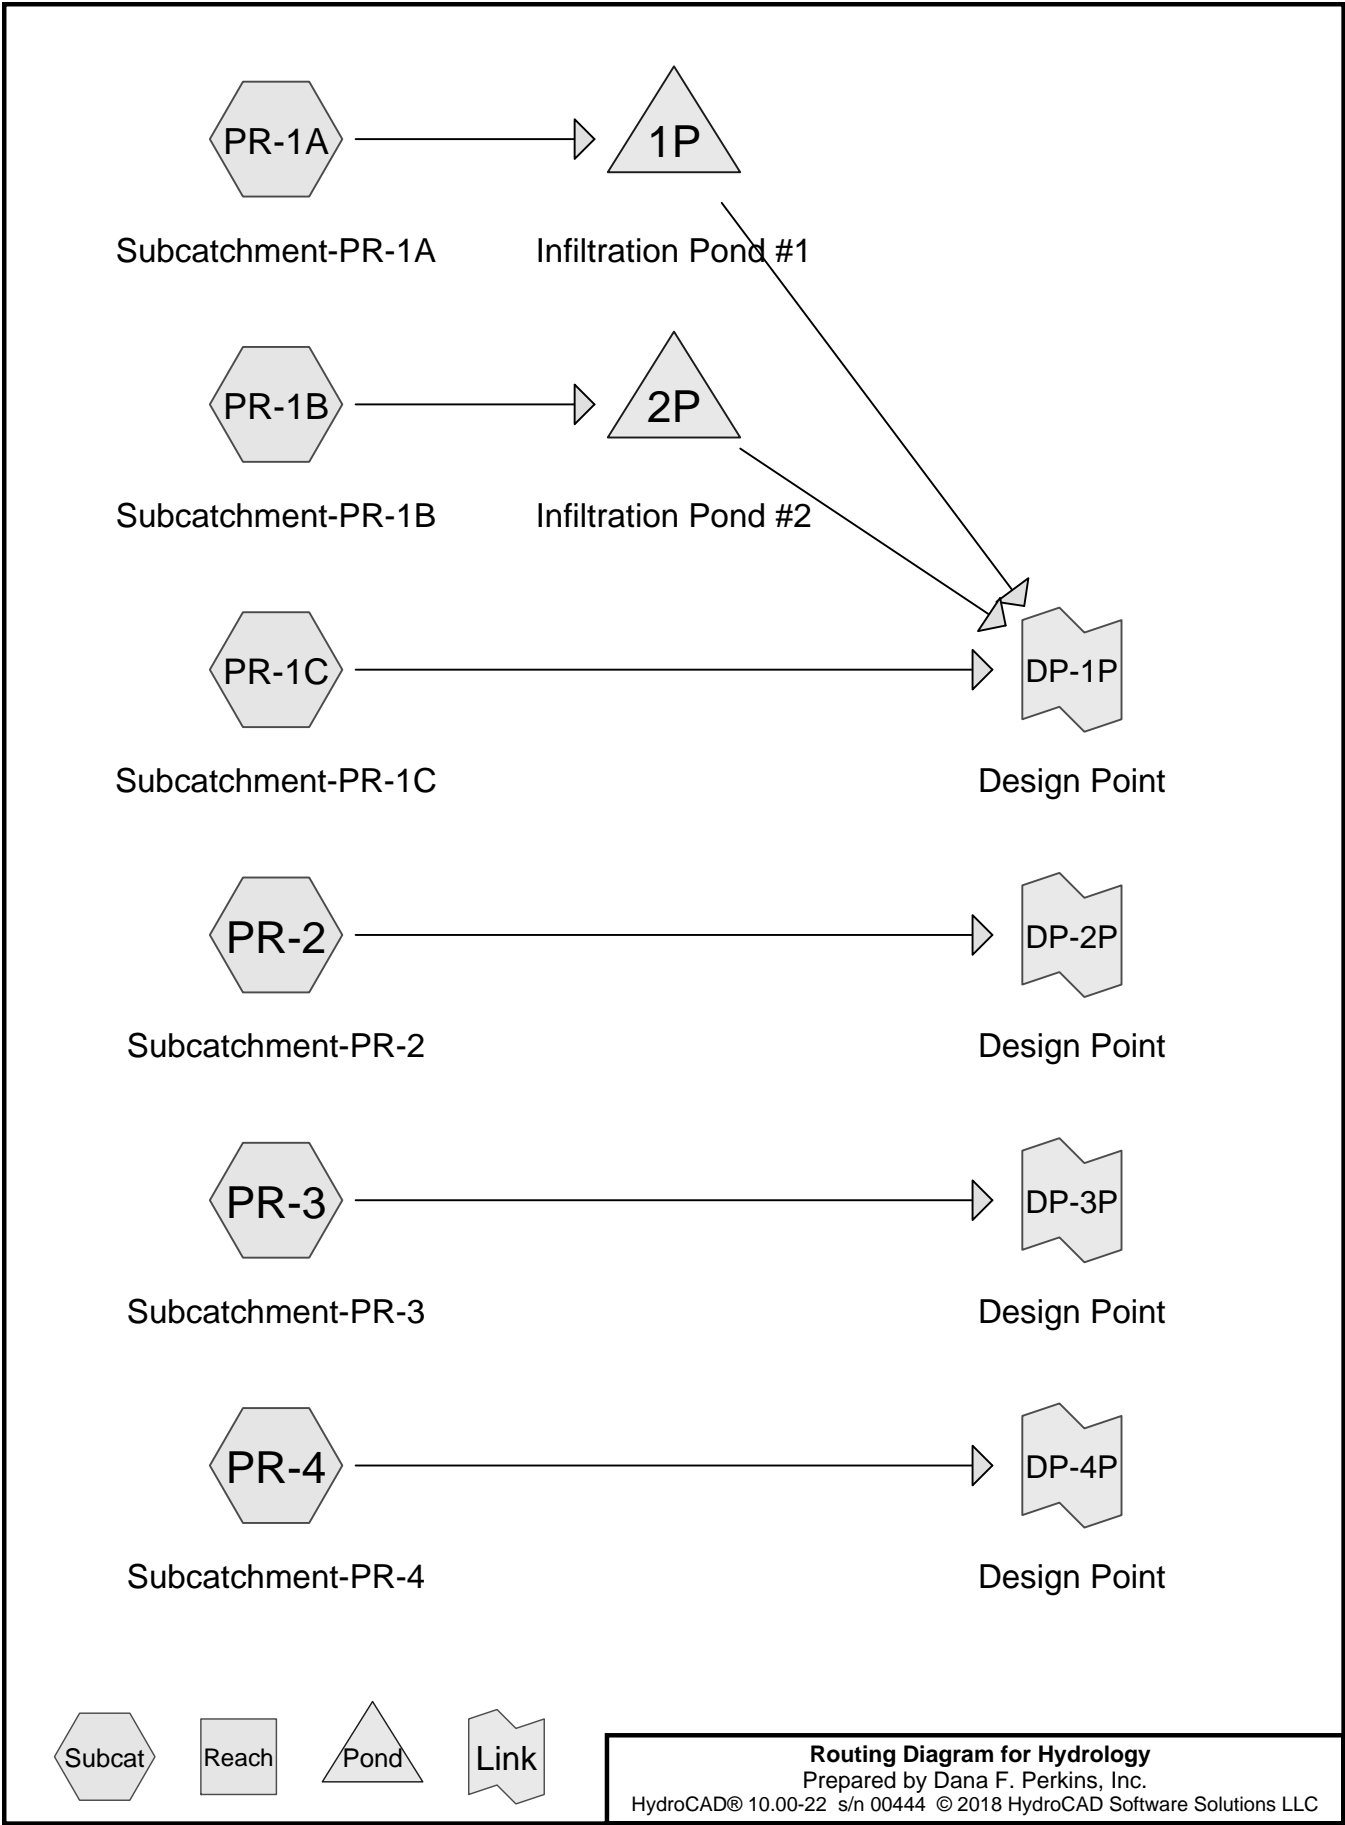 PR-1A
1P
Subcatchment-PR-1A
Infiltration Pond #1
PR-1B
2P
Subcatchment-PR-1B
Infiltration Pond #2
PR-1C
DP-1P
Subcatchment-PR-1C
Design Point
PR-2
DP-2P
Subcatchment-PR-2
Design Point
PR-3
DP-3P
Subcatchment-PR-3
Design Point
PR-4
DP-4P
Subcatchment-PR-4
Design Point
Subcat
Reach
Pond
Link
Routing Diagram for Hydrology
Prepared by Dana F. Perkins, Inc.
HydroCAD® 10.00-22 s/n 00444 © 2018 HydroCAD Software Solutions LLC